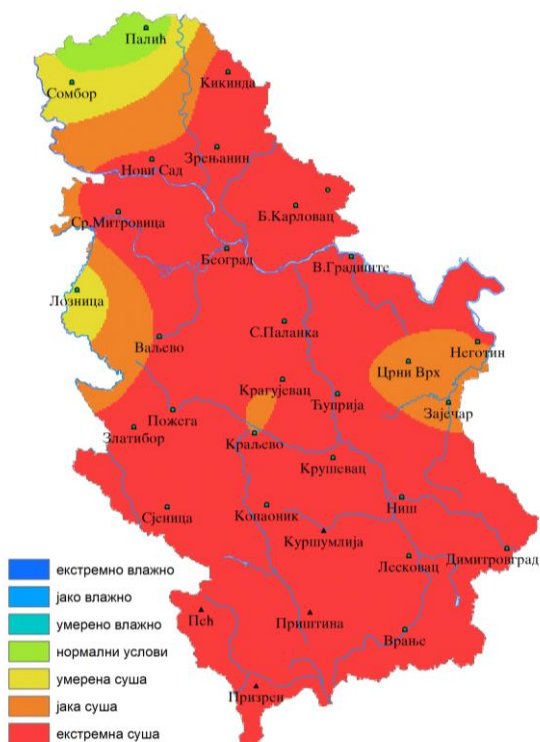 Палић
Сомбор
Кикинда
Зрењанин
Нови Сад
Б.Карловац
Ср.Митровица
Београд
В.Градиште
Лозница
С.Паланка
Ваљево
Неготин
Црни Врх
Крагујевац
Ћуприја
Зајечар
Пожега
Златибор
Краљево
Крушевац
Ниш
Сјеница
Копаоник
Куршумлија
Димитровград
Лесковац
Пећ
Приштина
Врање
Призрен
екстремно влажно
јако влажно
умерено влажно
нормални услови
умерена суша
јака суша
екстремна суша